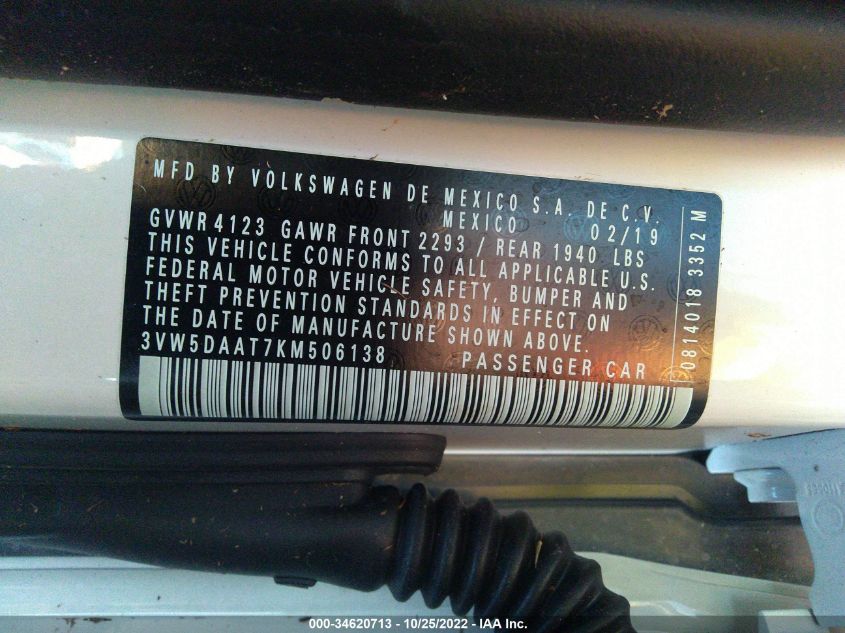 MFD BY VOLKSWAGEN DE MEXICO S.A. DE C.V.
MEXICO 02/19
GVWR 4123 GAWR FRONT 2293 / REAR 1940 LBS
THIS VEHICLE CONFORMS TO ALL APPLICABLE U.S.
FEDERAL MOTOR VEHICLE SAFETY, BUMPER AND
THEFT PREVENTION STANDARDS IN EFFECT ON
THE DATE OF MANUFACTURE SHOWN ABOVE.
3VW5DAAT7KM506138 PASSENGER CAR
08140183352 M
000-34620713 - 10/25/2022 - IAA Inc.